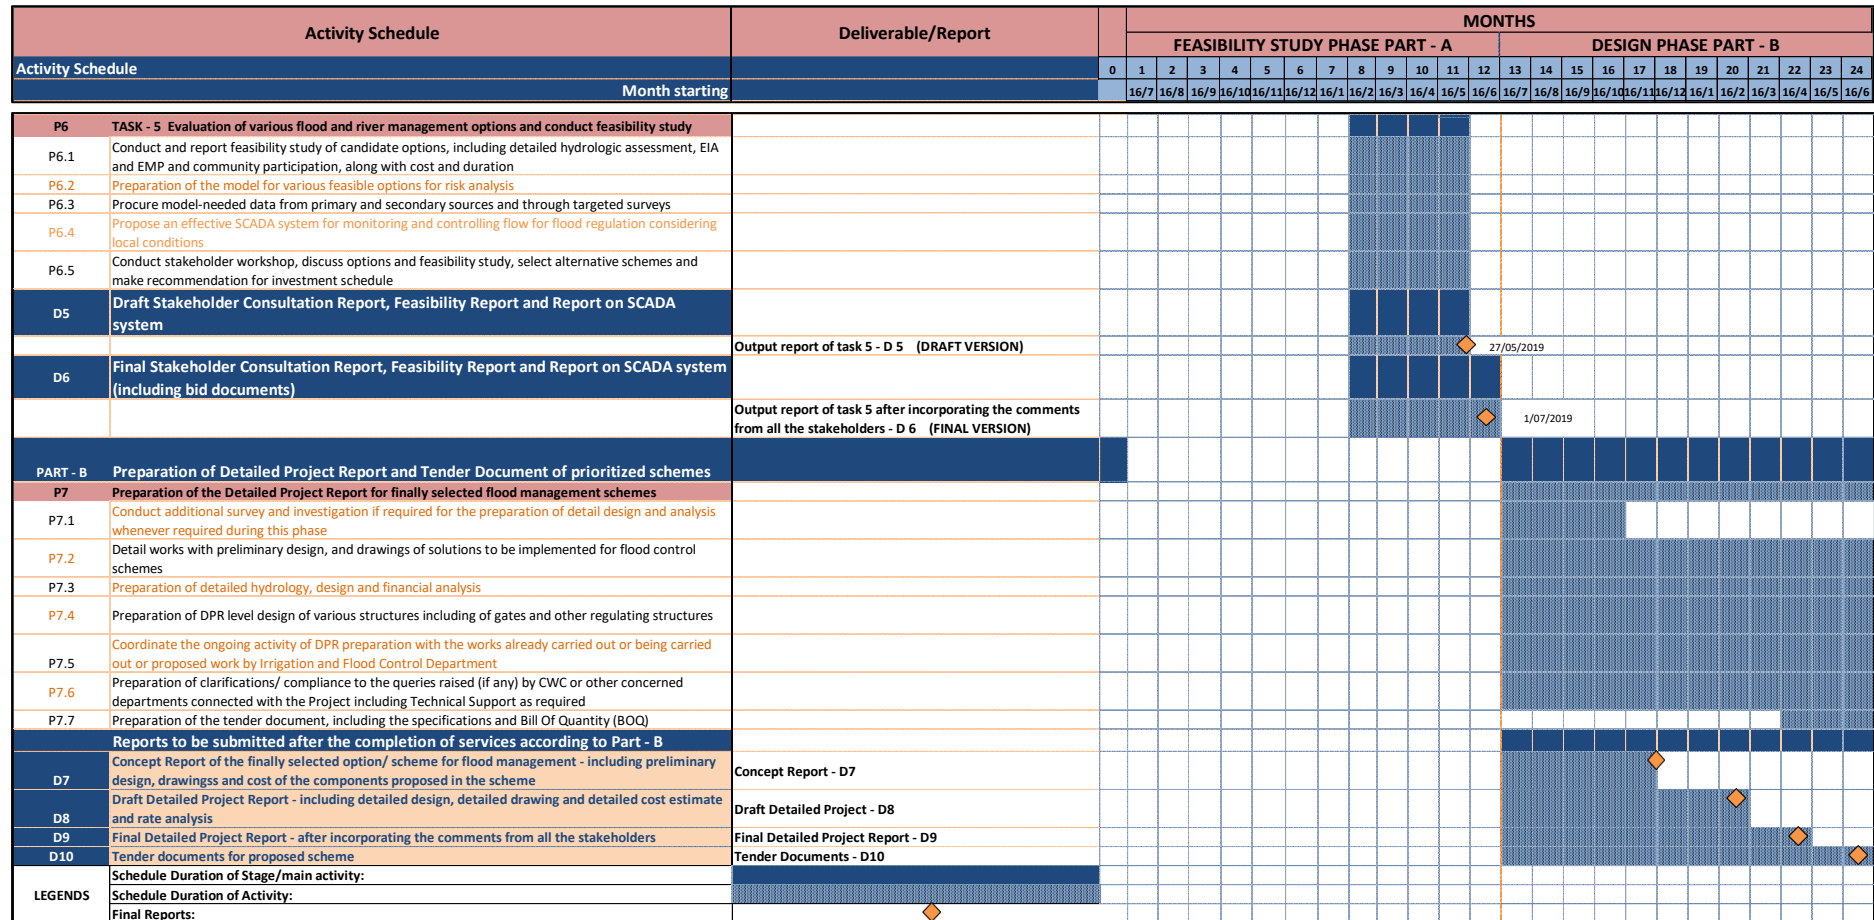 Activity Schedule Deliverable/Report MONTHS
FEASIBILITY STUDY PHASE PART - A DESIGN PHASE PART - B
Activity Schedule 0 1 2 3 4 5 6 7 8 9 10 11 12 13 14 15 16 17 18 19 20 21 22 23 24
Month starting 16/7 16/8 16/9 16/10 16/11 16/12 16/1 16/2 16/3 16/4 16/5 16/6 16/7 16/8 16/9 16/10 16/11 16/12 16/1 16/2 16/3 16/4 16/5 16/6
P6 TASK - 5 Evaluation of various flood and river management options and conduct feasibility study
P6.1 Conduct and report feasibility study of candidate options, including detailed hydrologic assessment, EIA
and EMP and community participation, along with cost and duration
P6.2 Preparation of the model for various feasible options for risk analysis
P6.3 Procure model-needed data from primary and secondary sources and through targeted surveys
P6.4 Propose an effective SCADA system for monitoring and controlling flow for flood regulation considering
local conditions
P6.5 Conduct stakeholder workshop, discuss options and feasibility study, select alternative schemes and
make recommendation for investment schedule
D5 Draft Stakeholder Consultation Report, Feasibility Report and Report on SCADA
system
Output report of task 5 - D 5 (DRAFT VERSION) 27/05/2019
D6 Final Stakeholder Consultation Report, Feasibility Report and Report on SCADA system
(including bid documents)
Output report of task 5 after incorporating the comments
from all the stakeholders - D 6 (FINAL VERSION) 1/07/2019
PART - B Preparation of Detailed Project Report and Tender Document of prioritized schemes
P7 Preparation of the Detailed Project Report for finally selected flood management schemes
P7.1 Conduct additional survey and investigation if required for the preparation of detail design and analysis
whenever required during this phase
P7.2 Detail works with preliminary design, and drawings of solutions to be implemented for flood control
schemes
P7.3 Preparation of detailed hydrology, design and financial analysis
P7.4 Preparation of DPR level design of various structures including of gates and other regulating structures
P7.5 Coordinate the ongoing activity of DPR preparation with the works already carried out or being carried
out or proposed work by Irrigation and Flood Control Department
P7.6 Preparation of clarifications/ compliance to the queries raised (if any) by CWC or other concerned
departments connected with the Project including Technical Support as required
P7.7 Preparation of the tender document, including the specifications and Bill Of Quantity (BOQ)
Reports to be submitted after the completion of services according to Part - B
D7 Concept Report of the finally selected option/ scheme for flood management - including preliminary
design, drawingss and cost of the components proposed in the scheme
Concept Report - D7
D8 Draft Detailed Project Report - including detailed design, detailed drawing and detailed cost estimate
and rate analysis
Draft Detailed Project - D8
D9 Final Detailed Project Report - after incorporating the comments from all the stakeholders Final Detailed Project Report - D9
D10 Tender documents for proposed scheme Tender Documents - D10
LEGENDS Schedule Duration of Stage/main activity:
Schedule Duration of Activity:
Final Reports: